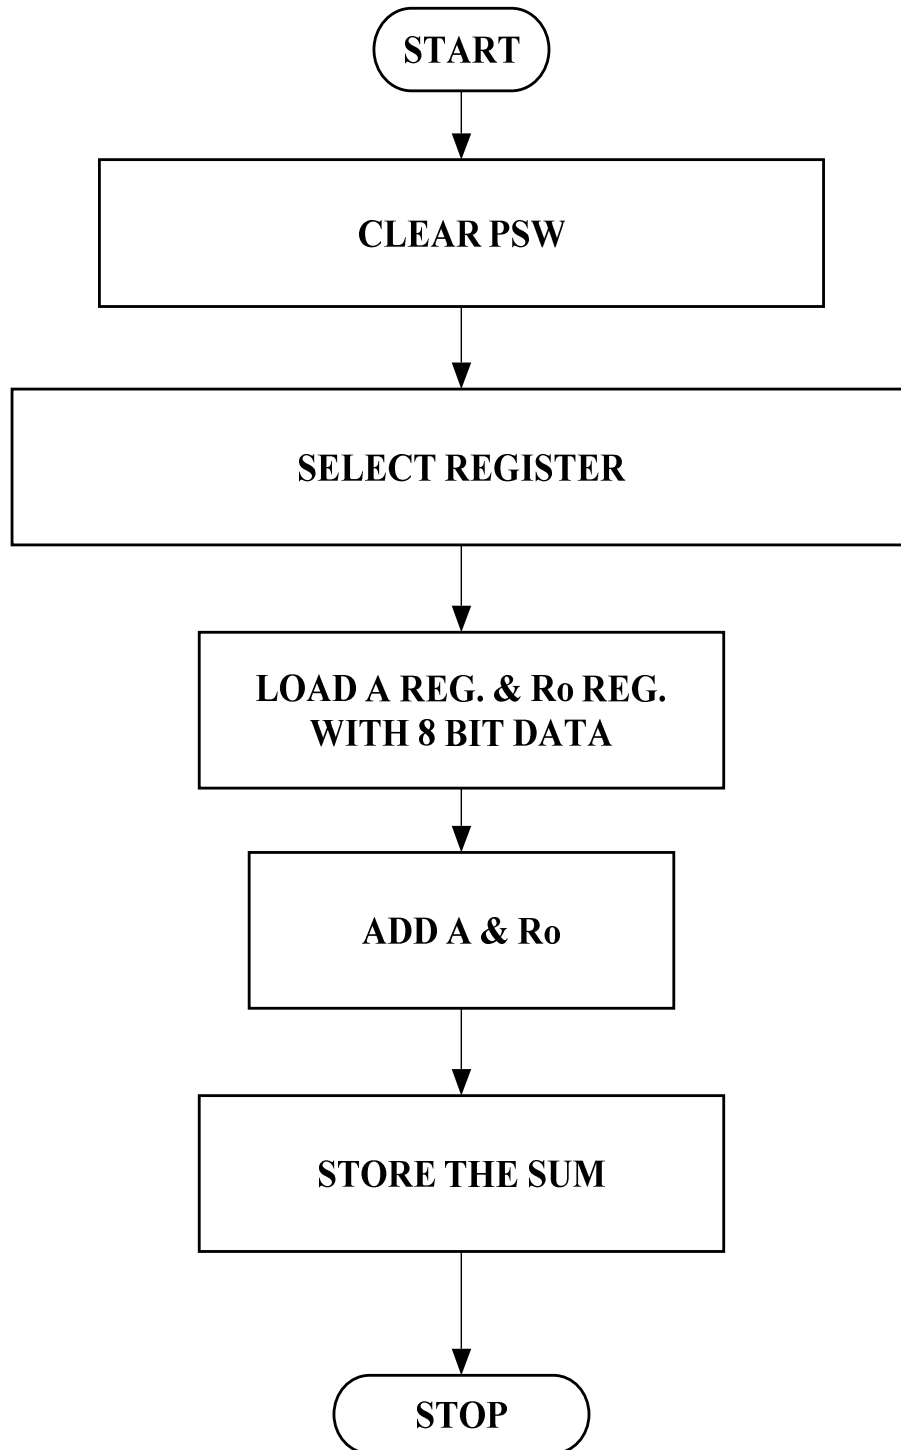 START
CLEAR PSW
SELECT REGISTER
LOAD A REG. & Ro REG.
WITH 8 BIT DATA
ADD A & Ro
STORE THE SUM
STOP